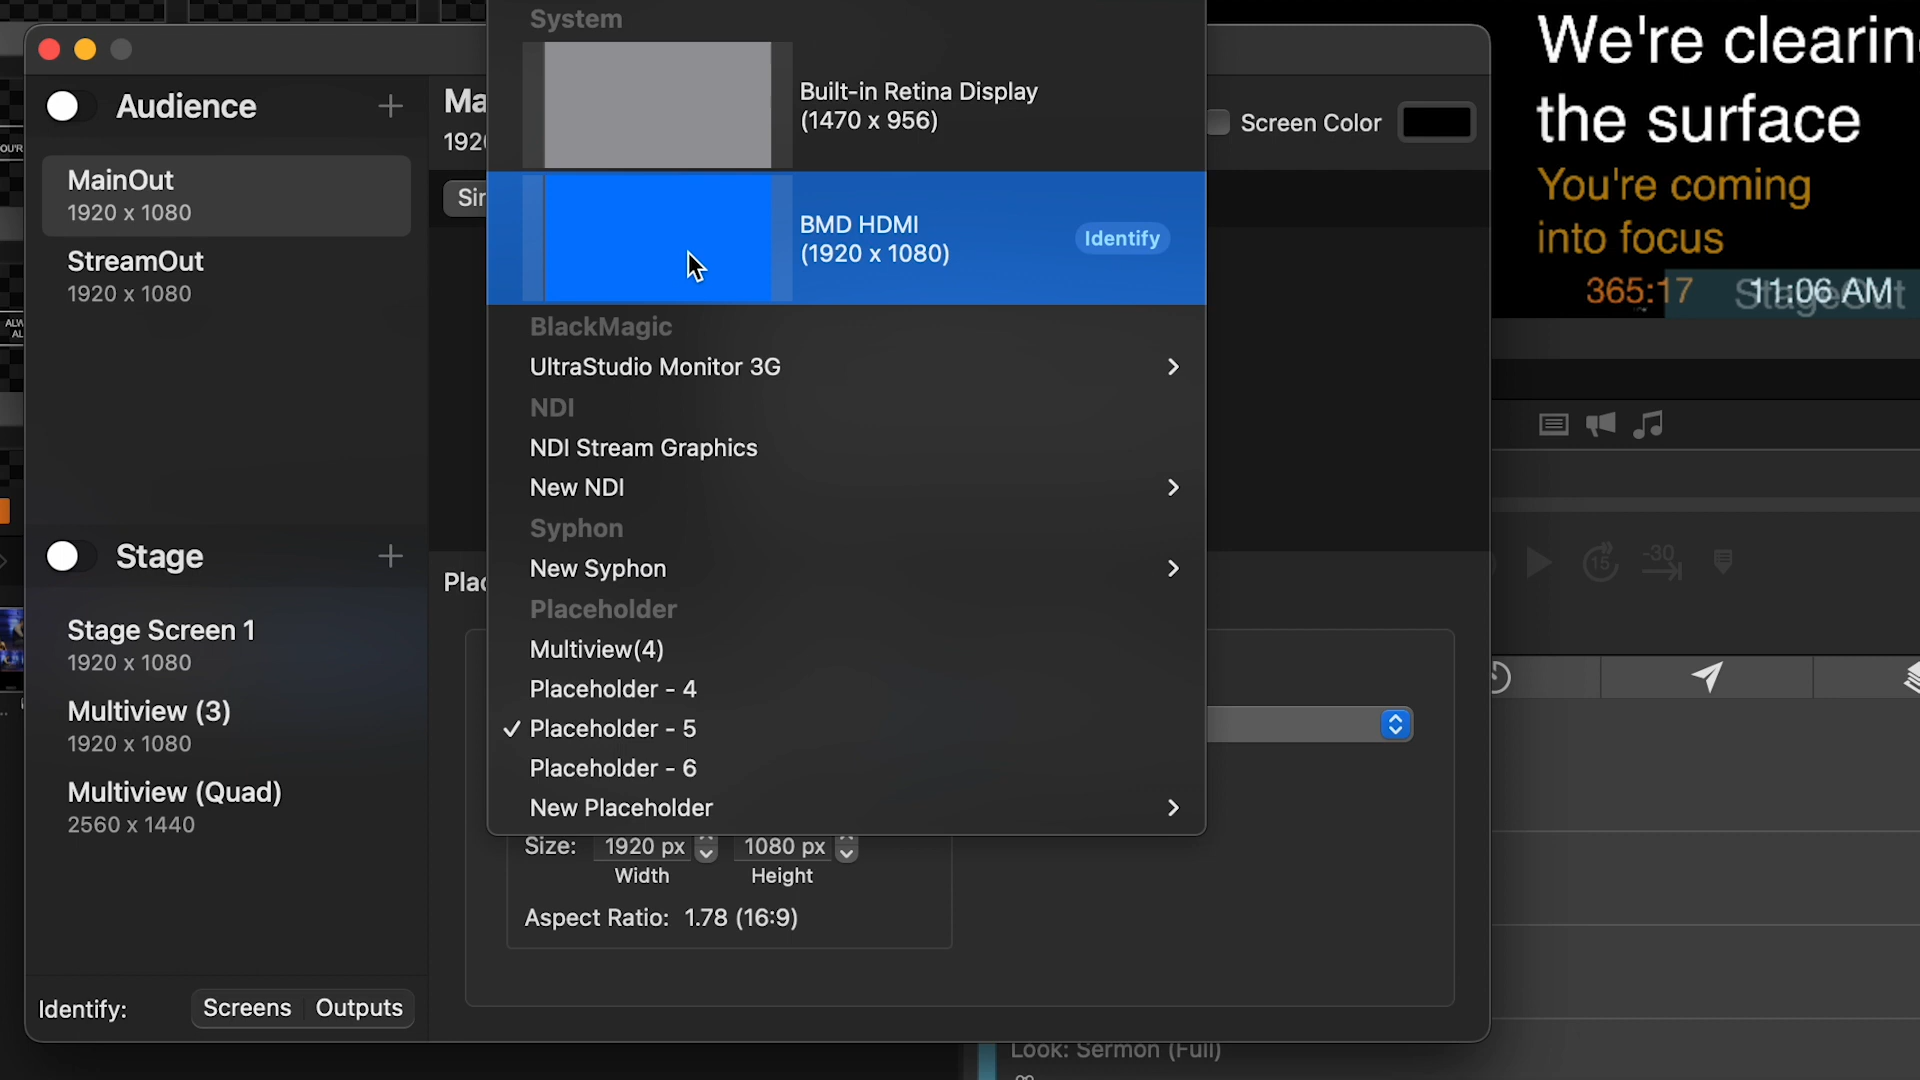 System
Built-in Retina Display
(1470 x 956)
BMD HDMI
(1920 x 1080)
Identify
BlackMagic
UltraStudio Monitor 3G
NDI
NDI Stream Graphics
New NDI
Syphon
New Syphon
Placeholder
Multiview(4)
Placeholder - 4
✓ Placeholder - 5
Placeholder - 6
New Placeholder
Audience
MainOut
1920 x 1080
StreamOut
1920 x 1080
Stage
Stage Screen 1
1920 x 1080
Multiview (3)
1920 x 1080
Multiview (Quad)
2560 x 1440
Identify: Screens Outputs
Screen Color
Size: 1920 px 1080 px
Width Height
Aspect Ratio: 1.78 (16:9)
We're clearin
the surface
You're coming
into focus
365:17 11:06 AM
StageOut
15 -30
Look: Sermon (Full)